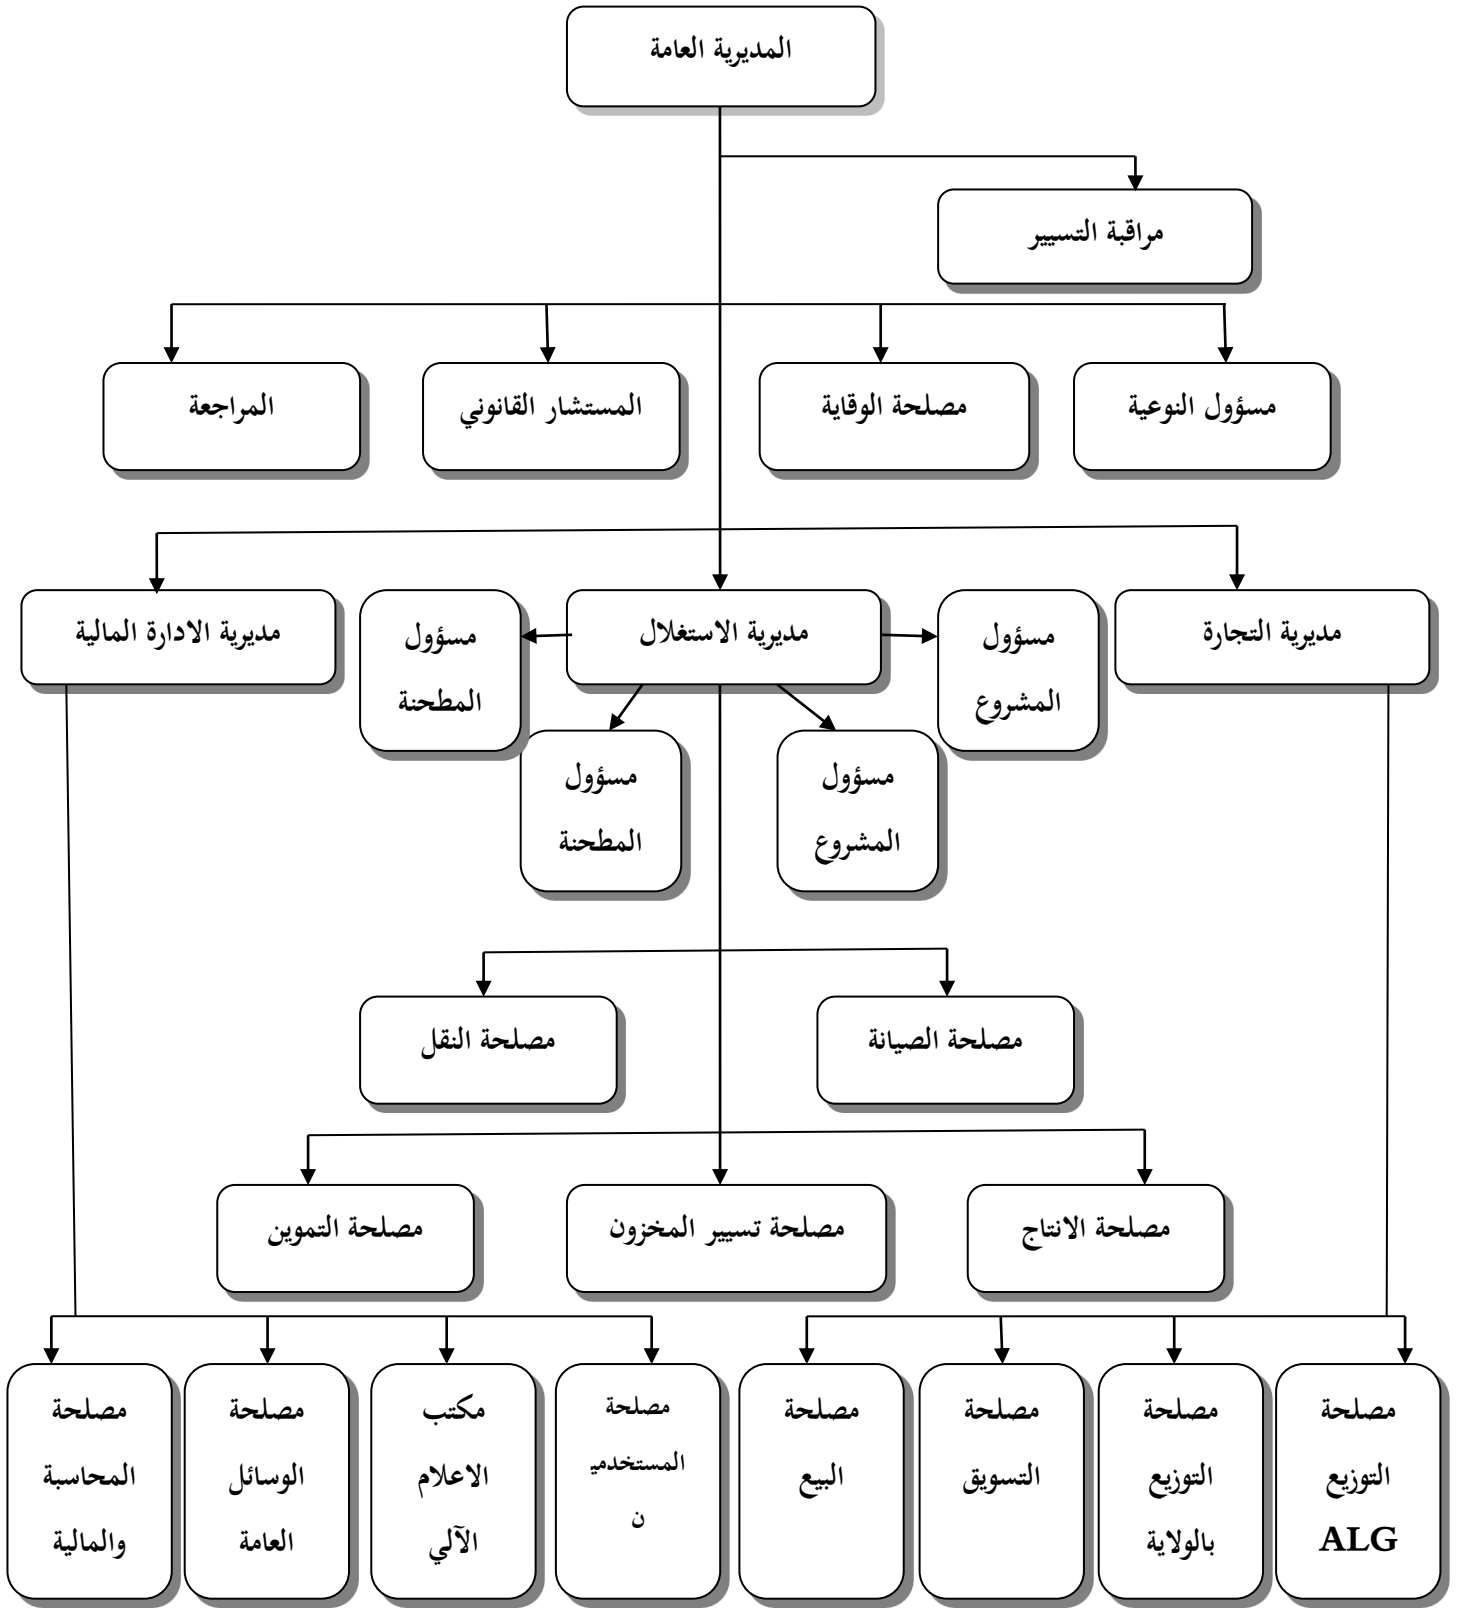 المديرية العامة
مراقبة التسيير
مسؤول النوعية
مصلحة الوقاية
المستشار القانوني
المراجعة
مديرية التجارة
مسؤول
المشروع
مديرية الاستغلال
مسؤول
المطحنة
مديرية الادارة المالية
مسؤول
المشروع
مسؤول
المطحنة
مصلحة الصيانة
مصلحة النقل
مصلحة الانتاج
مصلحة تسيير المخزون
مصلحة التموين
مصلحة
التوزيع
ALG
مصلحة
التوزيع
بالولاية
مصلحة
التسويق
مصلحة
البيع
مصلحة
المستخدمي
ن
مكتب
الاعلام
الآلي
مصلحة
الوسائل
العامة
مصلحة
المحاسبة
والمالية